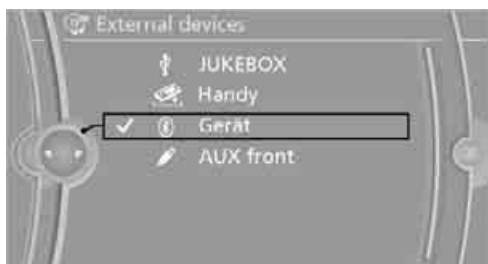 External devices
JUKEBOX
Handy
Gerät
AUX front